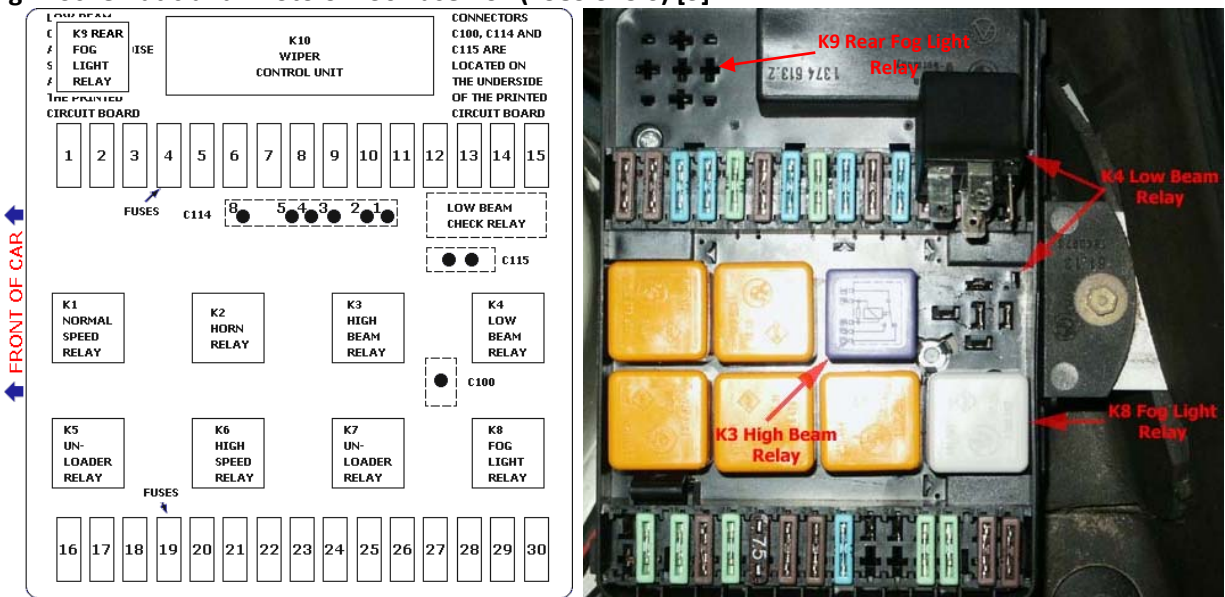 K9 REAR
FOG
LIGHT
RELAY
CIRCUIT BOARD
K10
WIPER
CONTROL UNIT
CONNECTORS
C100, C114 AND
C115 ARE
LOCATED ON
THE UNDERSIDE
OF THE PRINTED
CIRCUIT BOARD
1 2 3 4 5 6 7 8 9 10 11 12 13 14 15
FUSES
C114
8 5 4 3 2 1
LOW BEAM
CHECK RELAY
C115
FRONT OF CAR
K1
NORMAL
SPEED
RELAY
K2
HORN
RELAY
K3
HIGH
BEAM
RELAY
K4
LOW
BEAM
RELAY
C100
K5
UN-
LOADER
RELAY
K6
HIGH
SPEED
RELAY
K7
UN-
LOADER
RELAY
K8
FOG
LIGHT
RELAY
FUSES
16 17 18 19 20 21 22 23 24 25 26 27 28 29 30
K9 Rear Fog Light
Relay
1 374 613.2
K4 Low Beam
Relay
K3 High Beam
Relay
K8 Fog Light
Relay
7.5